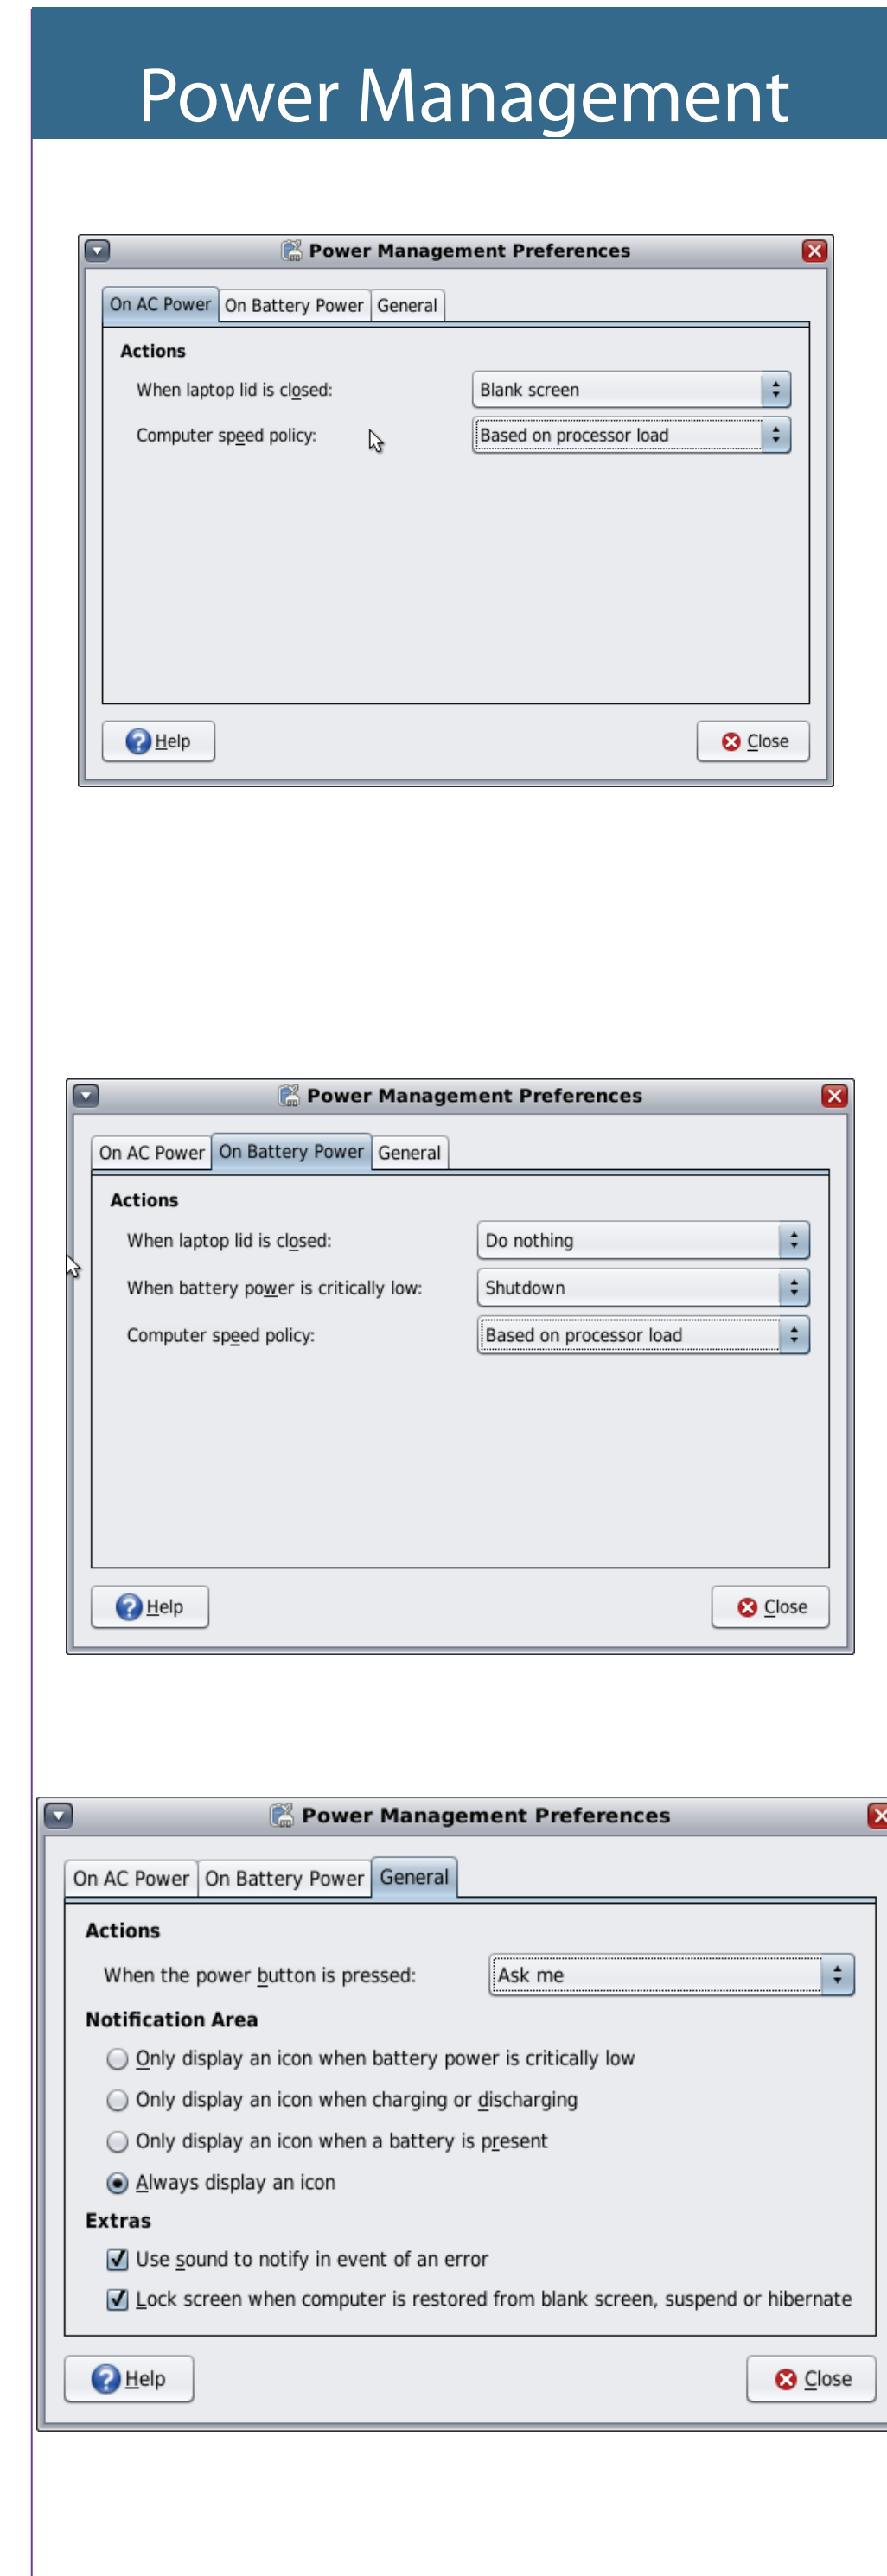 Power Management
Power Management Preferences
On AC Power On Battery Power General
Actions
When laptop lid is closed: Blank screen
Computer speed policy: Based on processor load
Help Close
Power Management Preferences
On AC Power On Battery Power General
Actions
When laptop lid is closed: Do nothing
When battery power is critically low: Shutdown
Computer speed policy: Based on processor load
Help Close
Power Management Preferences
On AC Power On Battery Power General
Actions
When the power button is pressed: Ask me
Notification Area
Only display an icon when battery power is critically low
Only display an icon when charging or discharging
Only display an icon when a battery is present
Always display an icon
Extras
Use sound to notify in event of an error
Lock screen when computer is restored from blank screen, suspend or hibernate
Help Close